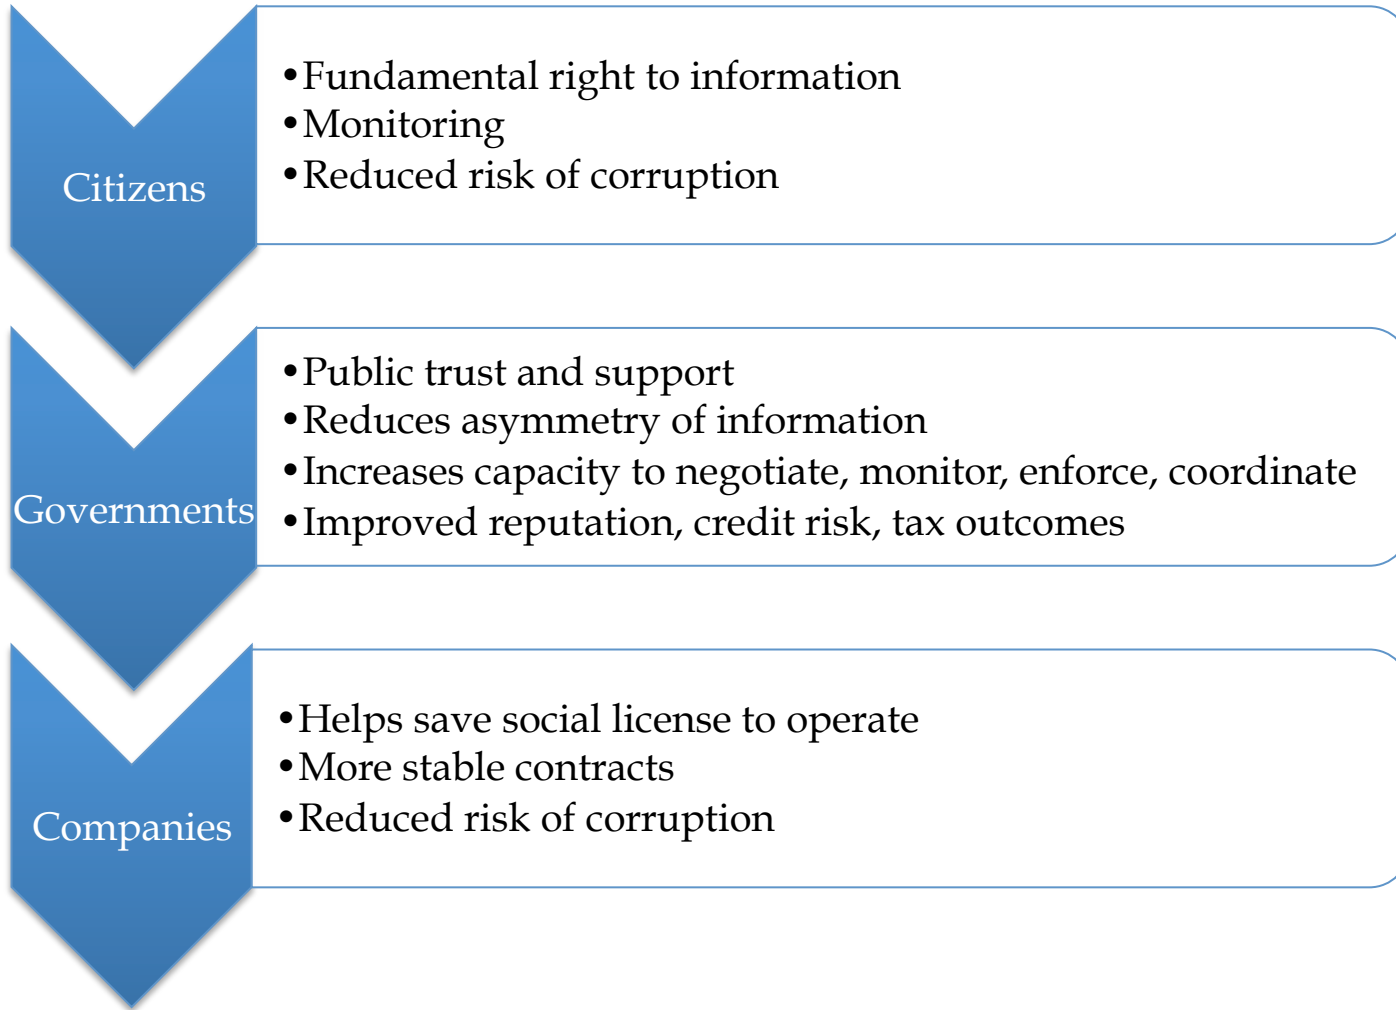 Citizens
•Fundamental right to information
•Monitoring
•Reduced risk of corruption
Governments
•Public trust and support
•Reduces asymmetry of information
•Increases capacity to negotiate, monitor, enforce, coordinate
•Improved reputation, credit risk, tax outcomes
Companies
•Helps save social license to operate
•More stable contracts
•Reduced risk of corruption